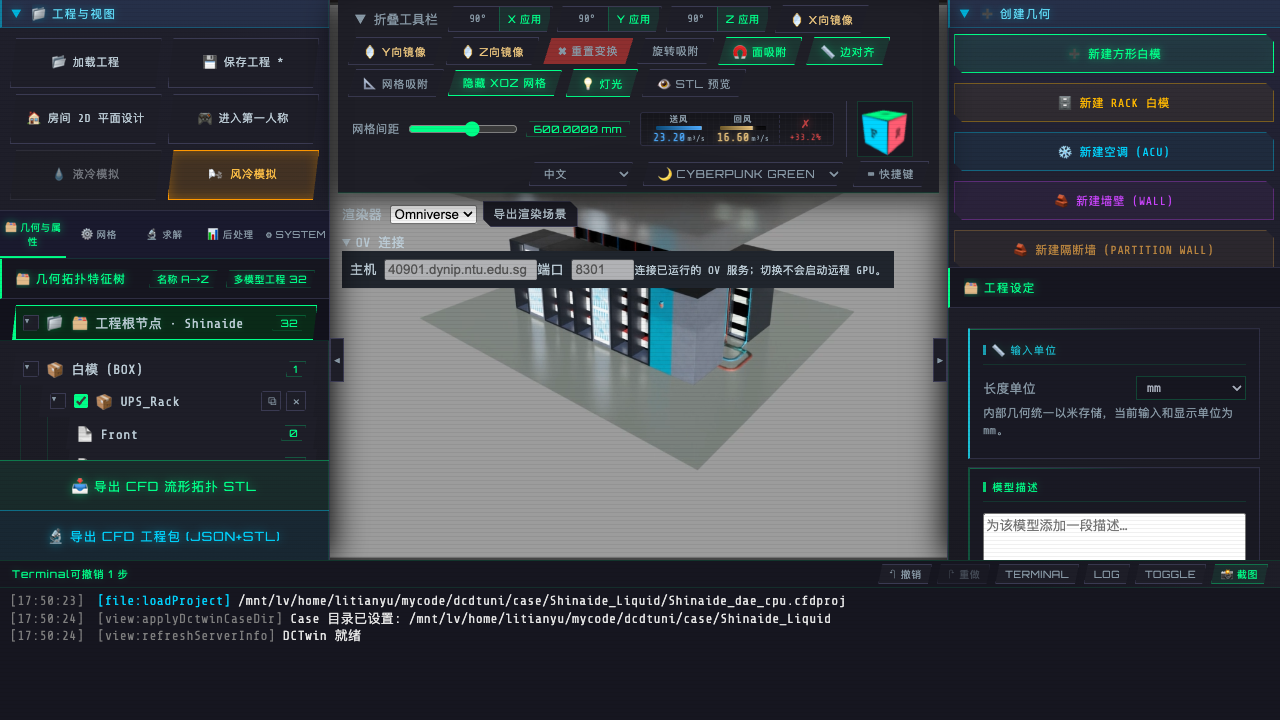 ▼ 工程与视图
加载工程
保存工程 *
房间 2D 平面设计
进入第一人称
液冷模拟
风冷模拟
几何与属性
网格
求解
后处理
SYSTEM
几何拓扑特征树
名称 A→Z
多模型工程 32
工程根节点 · Shinaide
32
白模 (BOX)
1
UPS_Rack
Front
0
导出 CFD 流形拓扑 STL
导出 CFD 工程包 (JSON+STL)
▼ 折叠工具栏
90°
X 应用
90°
Y 应用
90°
Z 应用
X向镜像
Y向镜像
Z向镜像
✖ 重置变换
旋转吸附
面吸附
边对齐
网格吸附
隐藏 XOZ 网格
灯光
STL 预览
网格间距
600.0000 mm
送风
23.20 m³/s
回风
16.60 m³/s
✗
+33.2%
中文
CYBERPUNK GREEN
快捷键
渲染器
Omniverse
导出渲染场景
▼ OV 连接
主机
40901.dynip.ntu.edu.sg
端口
8301
连接已运行的 OV 服务；切换不会启动远程 GPU。
▼ 创建几何
新建方形白模
新建 RACK 白模
新建空调 (ACU)
新建墙壁 (WALL)
新建隔断墙 (PARTITION WALL)
工程设定
输入单位
长度单位
mm
内部几何统一以米存储，当前输入和显示单位为
mm。
模型描述
为该模型添加一段描述…
Terminal可撤销 1 步
撤销
重做
TERMINAL
LOG
TOGGLE
截图
[17:50:23] [file:loadProject] /mnt/lv/home/litianyu/mycode/dcdtuni/case/Shinaide_Liquid/Shinaide_dae_cpu.cfdproj
[17:50:24] [view:applyDctwinCaseDir] Case 目录已设置: /mnt/lv/home/litianyu/mycode/dcdtuni/case/Shinaide_Liquid
[17:50:24] [view:refreshServerInfo] DCTwin 就绪